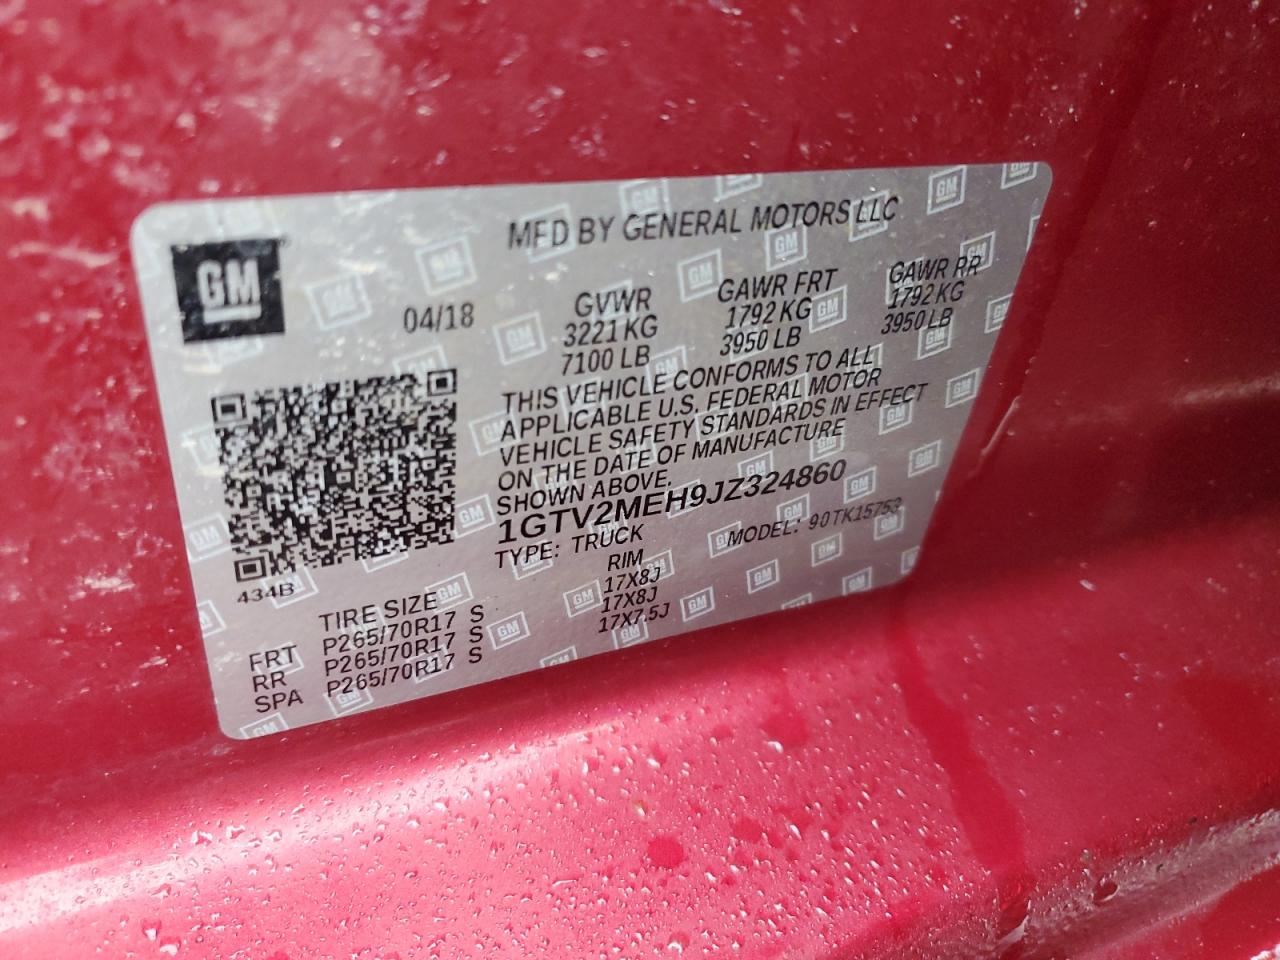 MFD BY GENERAL MOTORS LLC
GM
04/18
GVWR GAWR FRT GAWR RR
3221 KG 1792 KG 1792 KG
7100 LB 3950 LB 3950 LB
THIS VEHICLE CONFORMS TO ALL
APPLICABLE U.S. FEDERAL MOTOR
VEHICLE SAFETY STANDARDS IN EFFECT
ON THE DATE OF MANUFACTURE
SHOWN ABOVE.
1GTV2MEH9JZ324860
TYPE: TRUCK MODEL: 90TK15753
434B
TIRE SIZE RIM
FRT P265/70R17 S 17X8J
RR P265/70R17 S 17X8J
SPA P265/70R17 S 17X7.5J